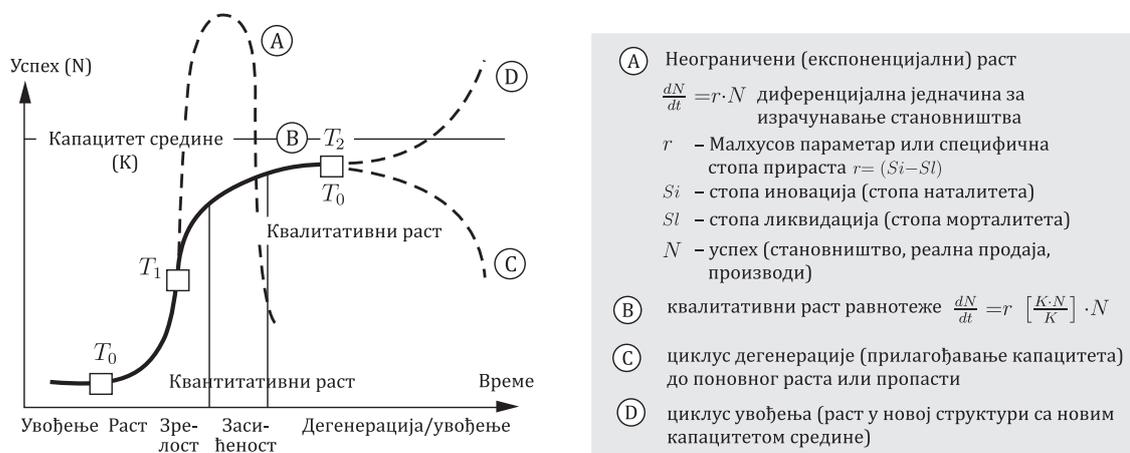 Успех (N)
A
D
Капацитет средине
(K)
B
T₂
T₀
Квалитативни раст
T₁
C
T₀
Квантитативни раст
Време
Увођење Раст Зре-
лост
Заси-
ћеност
Дегенерација/увођење
A Неограничени (експоненцијални) раст
dN/dt =r·N диференцијална једначина за
израчунавање становништва
r – Малхусов параметар или специфична
стопа прираста r= (Si–Sl)
Si – стопа иновација (стопа наталитета)
Sl – стопа ликвидација (стопа морталитета)
N – успех (становништво, реална продаја,
производи)
B квалитативни раст равнотеже dN/dt =r [K·N/K] ·N
C циклус дегенерације (прилагођавање капацитета)
до поновног раста или пропасти
D циклус увођења (раст у новој структури са новим
капацитетом средине)